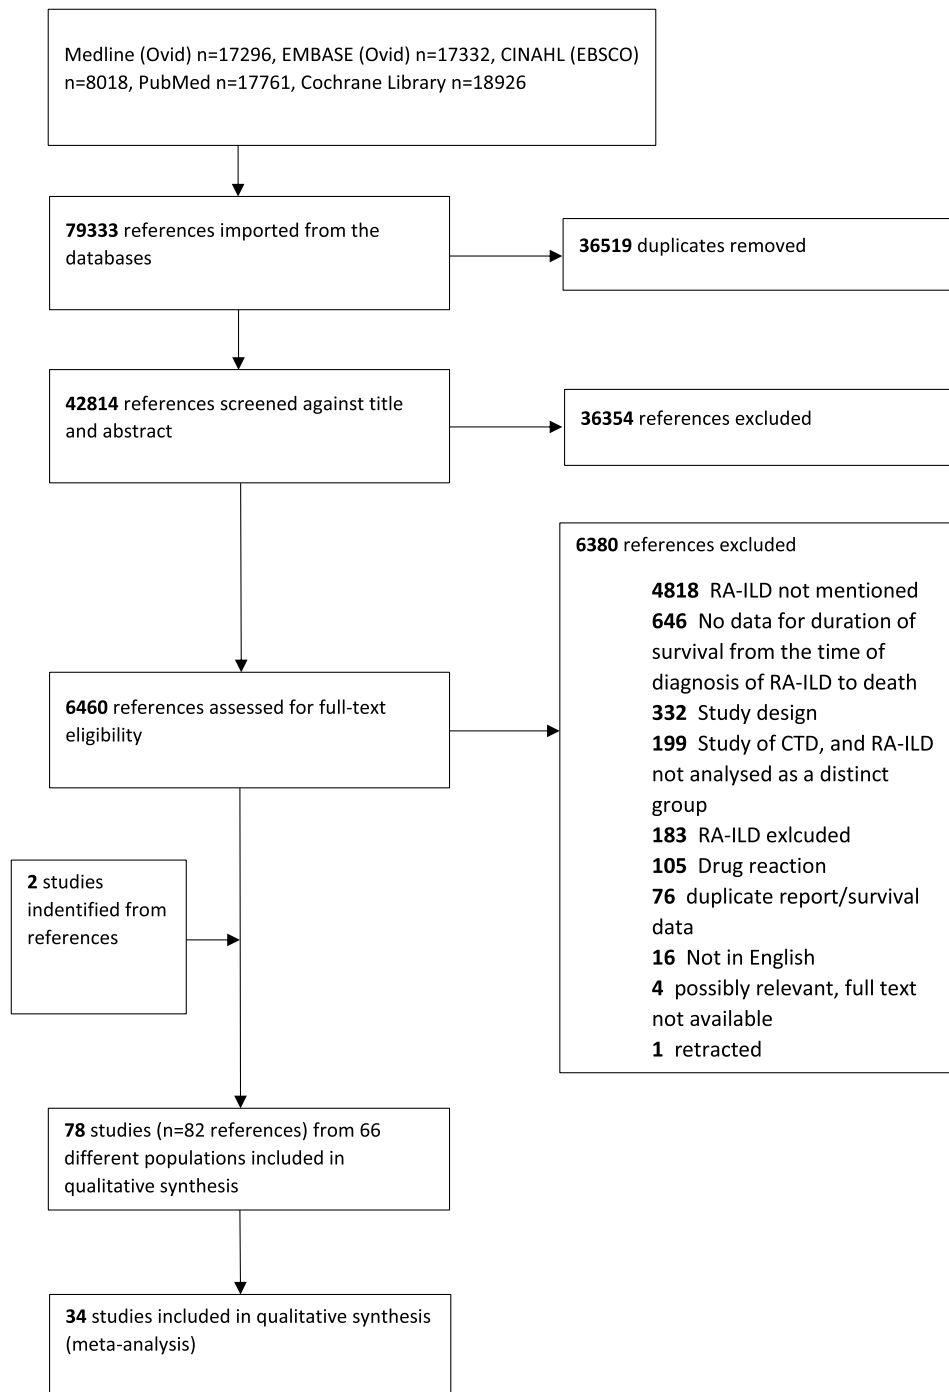 Medline (Ovid) n=17296, EMBASE (Ovid) n=17332, CINAHL (EBSCO)
n=8018, PubMed n=17761, Cochrane Library n=18926
79333 references imported from the
databases
36519 duplicates removed
42814 references screened against title
and abstract
36354 references excluded
6460 references assessed for full-text
eligibility
6380 references excluded
4818 RA-ILD not mentioned
646 No data for duration of
survival from the time of
diagnosis of RA-ILD to death
332 Study design
199 Study of CTD, and RA-ILD
not analysed as a distinct
group
183 RA-ILD exlcuded
105 Drug reaction
76 duplicate report/survival
data
16 Not in English
4 possibly relevant, full text
not available
1 retracted
2 studies
indentified from
references
78 studies (n=82 references) from 66
different populations included in
qualitative synthesis
34 studies included in qualitative synthesis
(meta-analysis)